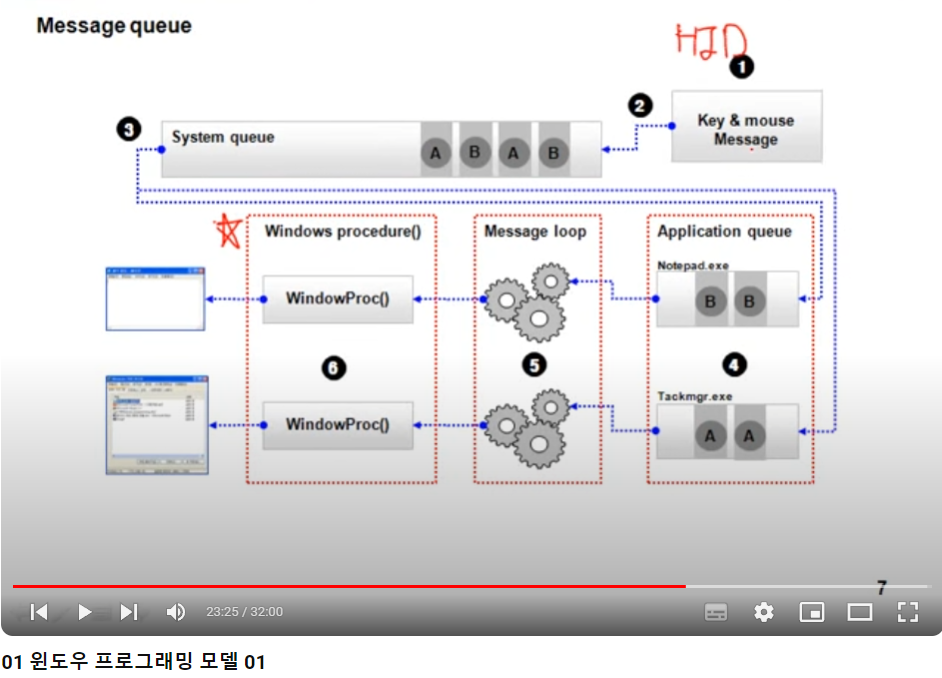 Message queue
HID
1
Key & mouse
Message
2
3
System queue
A B A B
Windows procedure()
Message loop
Application queue
Notepad.exe
WindowProc()
B B
6
5
4
Tackmgr.exe
WindowProc()
A A
7
23:25 / 32:00
01 윈도우 프로그래밍 모델 01